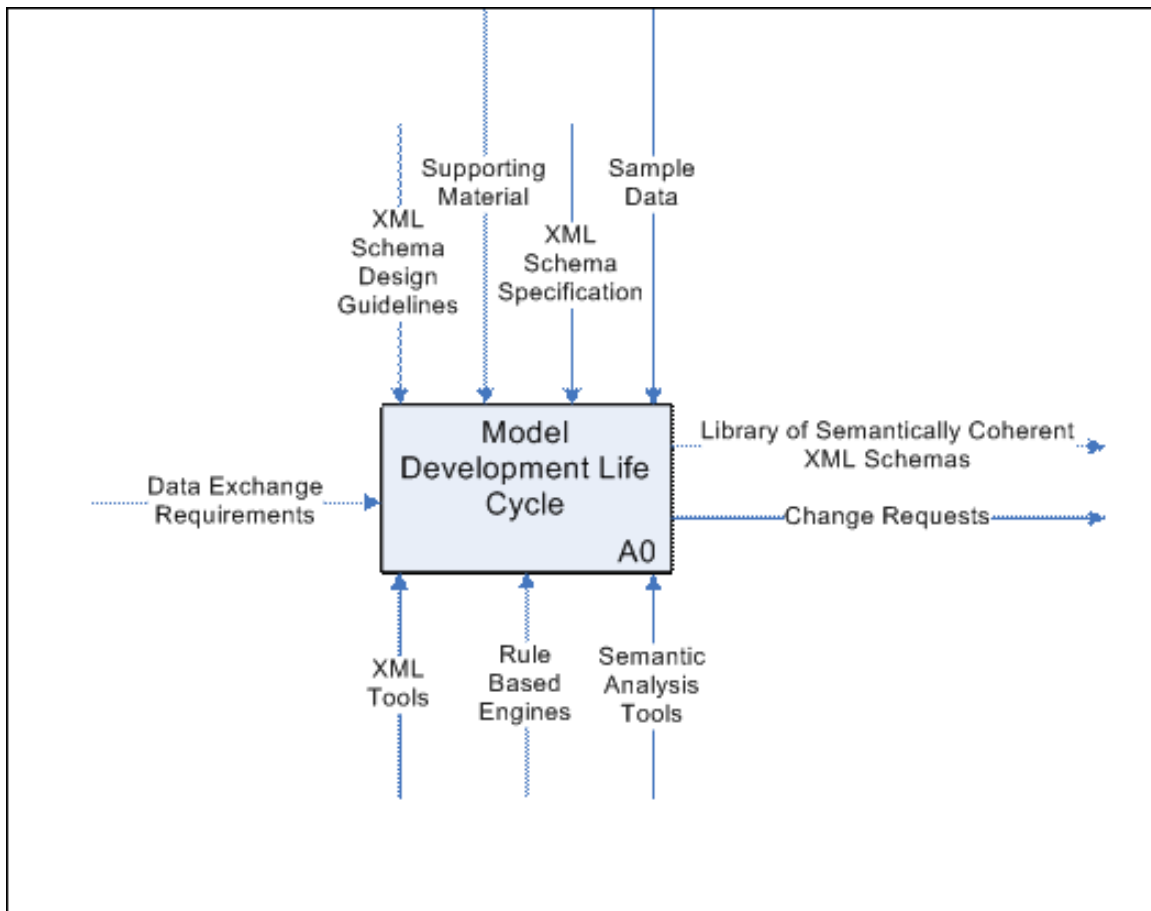 Supporting
Material
Sample
Data
XML
Schema
Design
Guidelines
XML
Schema
Specification
Model
Development Life
Cycle
A0
Data Exchange
Requirements
Library of Semantically Coherent
XML Schemas
Change Requests
XML
Tools
Rule
Based
Engines
Semantic
Analysis
Tools